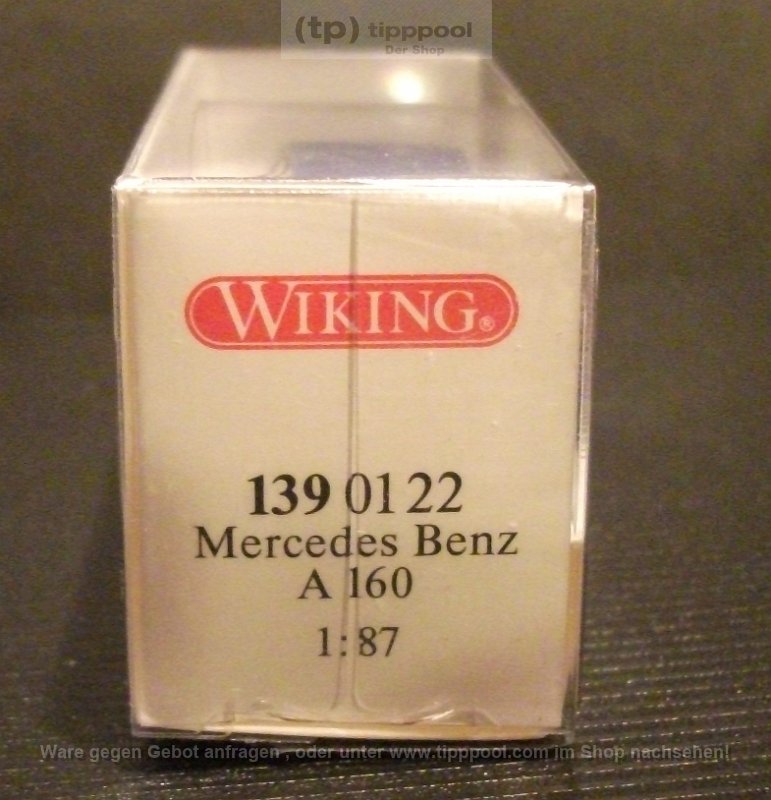 (tp) tipppool
Der Shop
WIKING®
139 01 22
Mercedes Benz
A 160
1:87
Ware gegen Gebot anfragen , oder unter www.tipppool.com im Shop nachsehen!